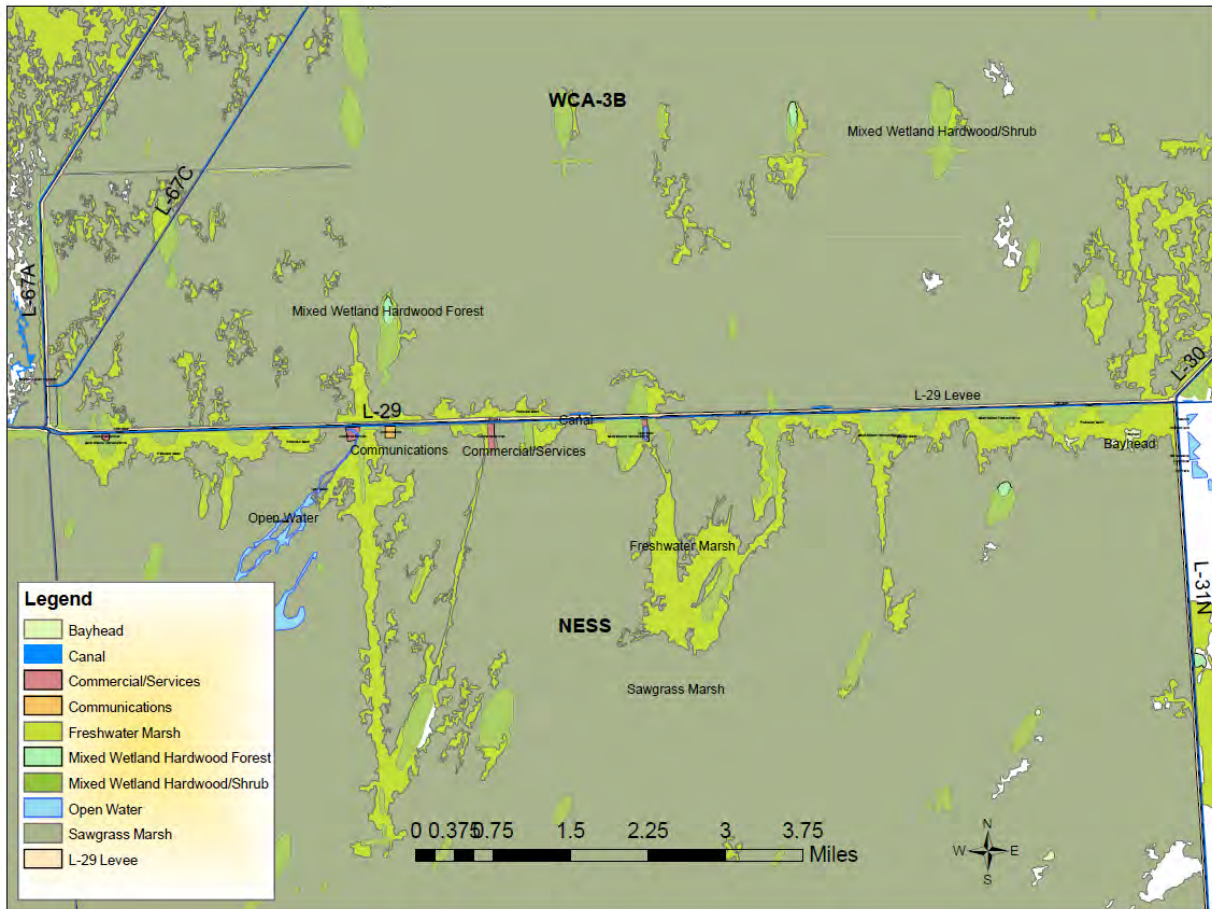 WCA-3B
Mixed Wetland Hardwood/Shrub
L-67C
L-67A
Mixed Wetland Hardwood Forest
L-30
L-29 Levee
L-29
Canal
Communications
Commercial/Services
Bayhead
Open Water
Freshwater Marsh
L-31N
NESS
Sawgrass Marsh
Legend
Bayhead
Canal
Commercial/Services
Communications
Freshwater Marsh
Mixed Wetland Hardwood Forest
Mixed Wetland Hardwood/Shrub
Open Water
Sawgrass Marsh
L-29 Levee
0 0.375 0.75 1.5 2.25 3 3.75
Miles
N
W E
S